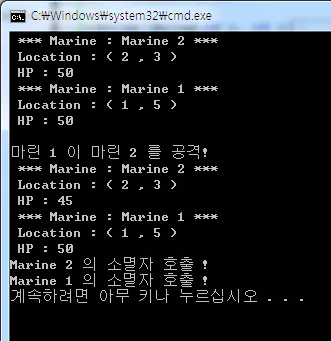 C:\Windows\system32\cmd.exe
*** Marine : Marine 2 ***
Location : ( 2 , 3 )
HP : 50
*** Marine : Marine 1 ***
Location : ( 1 , 5 )
HP : 50
마린 1 이 마린 2 를 공격!
*** Marine : Marine 2 ***
Location : ( 2 , 3 )
HP : 45
*** Marine : Marine 1 ***
Location : ( 1 , 5 )
HP : 50
Marine 2 의 소멸자 호출 !
Marine 1 의 소멸자 호출 !
계속하려면 아무 키나 누르십시오 . . .